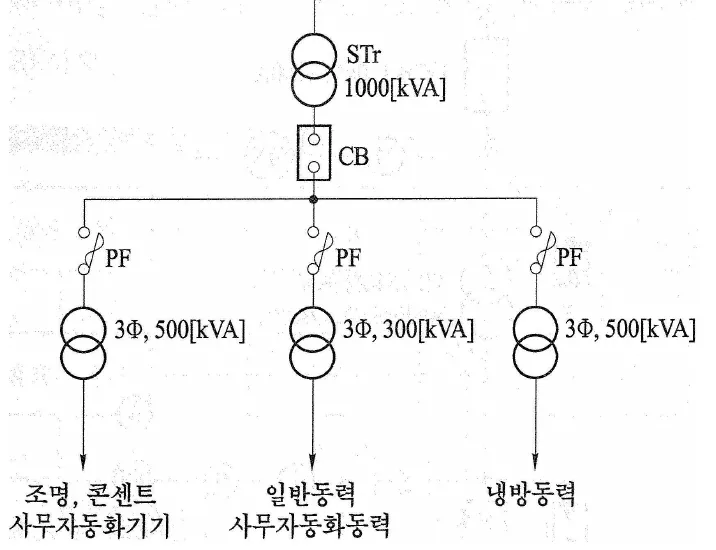 STr
1000[kVA]
CB
PF
PF
PF
3Φ, 500[kVA]
3Φ, 300[kVA]
3Φ, 500[kVA]
조명, 콘센트
사무자동화기기
일반동력
사무자동화동력
냉방동력